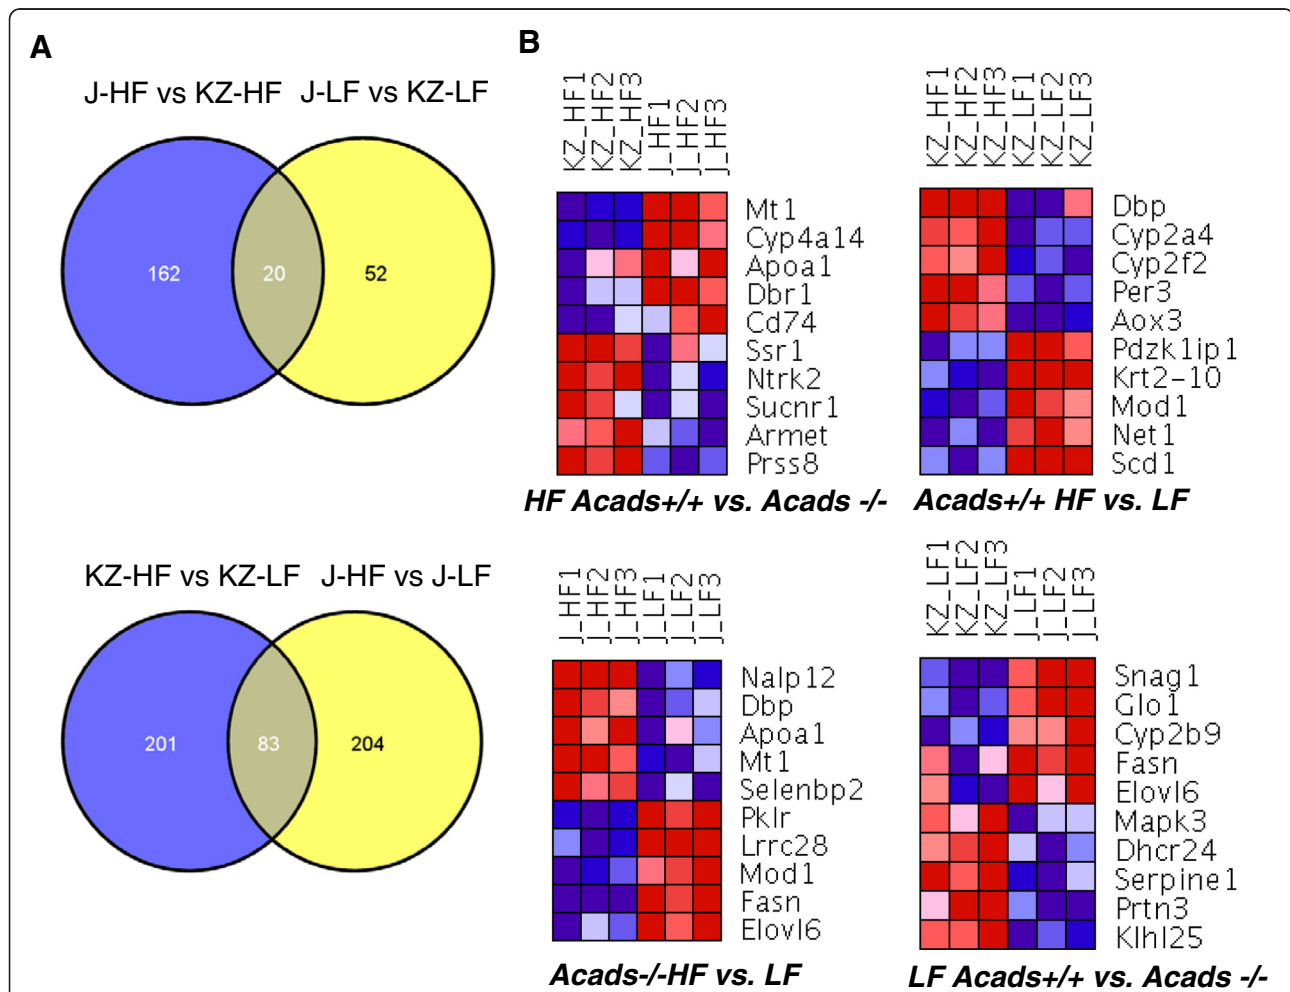 A
J-HF vs KZ-HF J-LF vs KZ-LF
162 20 52
KZ-HF vs KZ-LF J-HF vs J-LF
201 83 204
B
KZ_HF1 KZ_HF2 KZ_HF3 J_HF1 J_HF2 J_HF3
Mt1
Cyp4a14
Apoa1
Dbr1
Cd74
Ssr1
Ntrk2
Sucnr1
Armet
Prss8
HF Acads+/+ vs. Acads -/-
KZ_HF1 KZ_HF2 KZ_HF3 KZ_LF1 KZ_LF2 KZ_LF3
Dbp
Cyp2a4
Cyp2f2
Per3
Aox3
Pdzk1ip1
Krt2-10
Mod1
Net1
Scd1
Acads+/+ HF vs. LF
J_HF1 J_HF2 J_HF3 J_LF1 J_LF2 J_LF3
Nalp12
Dbp
Apoa1
Mt1
Selenbp2
Pklr
Lrrc28
Mod1
Fasn
Elovl6
Acads-/-HF vs. LF
KZ_LF1 KZ_LF2 KZ_LF3 J_LF1 J_LF2 J_LF3
Snag1
Glo1
Cyp2b9
Fasn
Elovl6
Mapk3
Dhcr24
Serpine1
Prtn3
Klhl25
LF Acads+/+ vs. Acads -/-